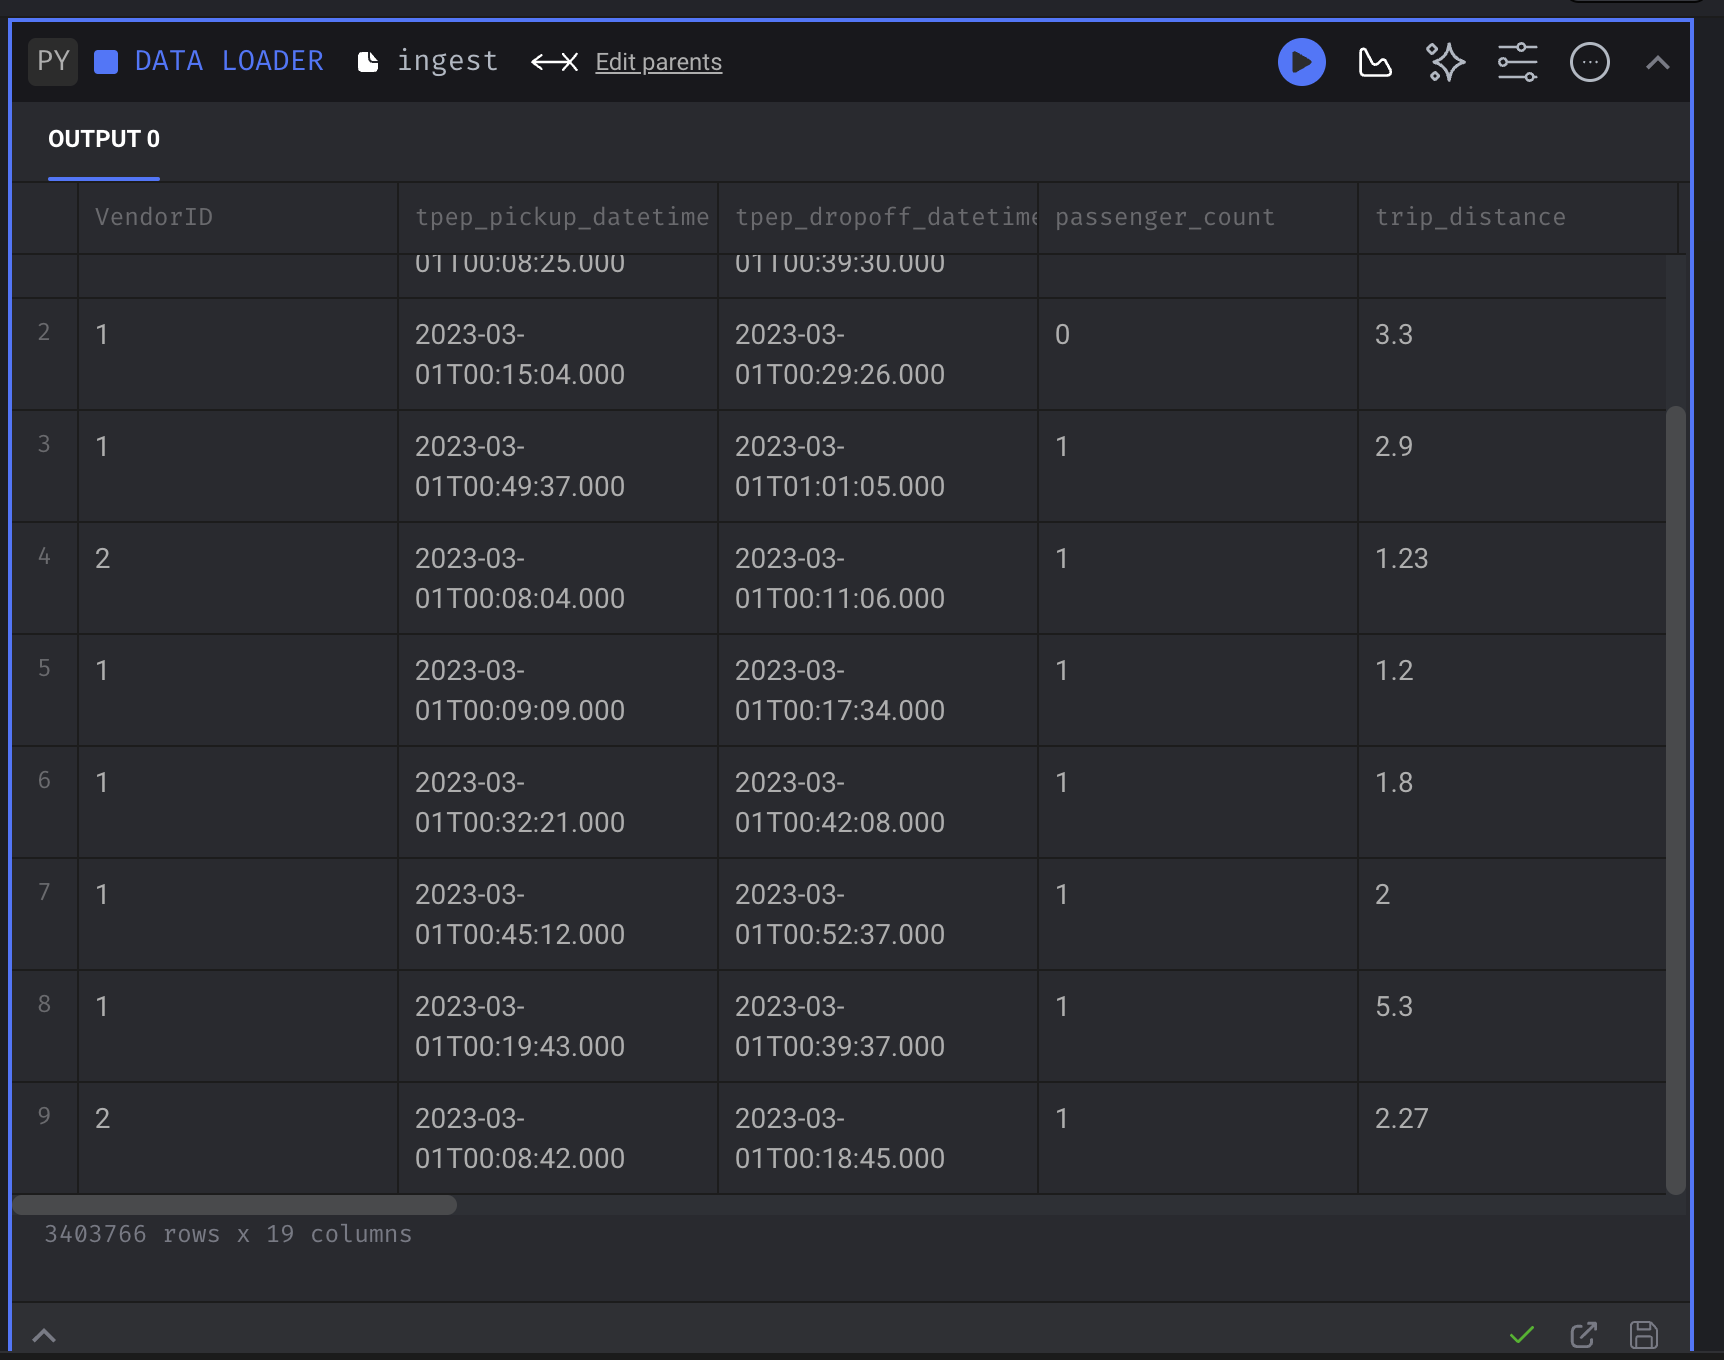 PY DATA LOADER ingest Edit parents
OUTPUT 0
VendorID tpep_pickup_datetime tpep_dropoff_datetime passenger_count trip_distance
01T00:08:25.000 01T00:39:30.000
2 1 2023-03- 2023-03- 0 3.3
01T00:15:04.000 01T00:29:26.000
3 1 2023-03- 2023-03- 1 2.9
01T00:49:37.000 01T01:01:05.000
4 2 2023-03- 2023-03- 1 1.23
01T00:08:04.000 01T00:11:06.000
5 1 2023-03- 2023-03- 1 1.2
01T00:09:09.000 01T00:17:34.000
6 1 2023-03- 2023-03- 1 1.8
01T00:32:21.000 01T00:42:08.000
7 1 2023-03- 2023-03- 1 2
01T00:45:12.000 01T00:52:37.000
8 1 2023-03- 2023-03- 1 5.3
01T00:19:43.000 01T00:39:37.000
9 2 2023-03- 2023-03- 1 2.27
01T00:08:42.000 01T00:18:45.000
3403766 rows x 19 columns